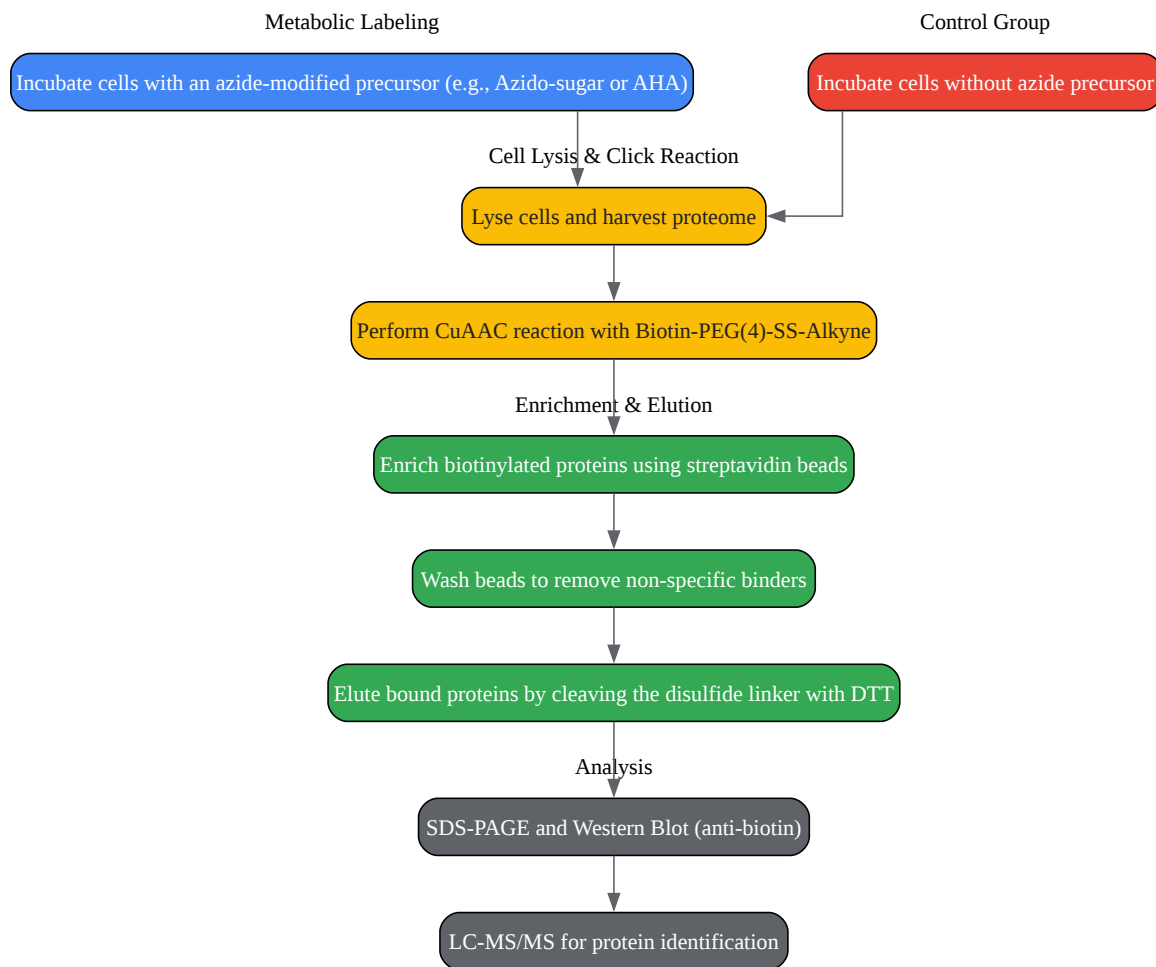 Metabolic Labeling
Control Group
Incubate cells with an azide-modified precursor (e.g., Azido-sugar or AHA)
Incubate cells without azide precursor
Cell Lysis & Click Reaction
Lyse cells and harvest proteome
Perform CuAAC reaction with Biotin-PEG(4)-SS-Alkyne
Enrichment & Elution
Enrich biotinylated proteins using streptavidin beads
Wash beads to remove non-specific binders
Elute bound proteins by cleaving the disulfide linker with DTT
Analysis
SDS-PAGE and Western Blot (anti-biotin)
LC-MS/MS for protein identification